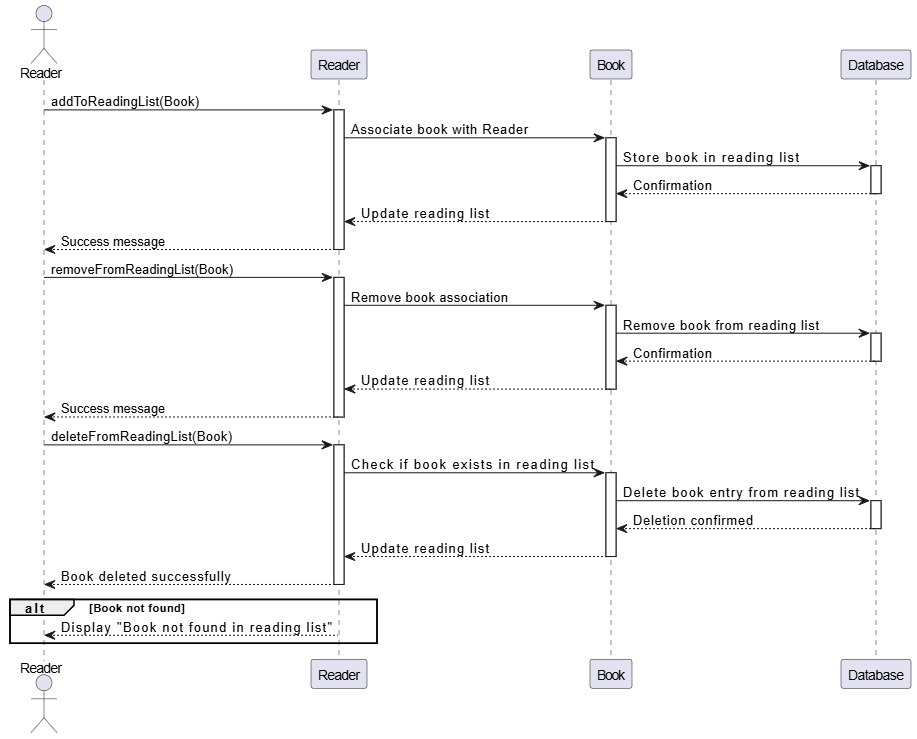 Reader
Reader
Book
Database
addToReadingList(Book)
Associate book with Reader
Store book in reading list
Confirmation
Update reading list
Success message
removeFromReadingList(Book)
Remove book association
Remove book from reading list
Confirmation
Update reading list
Success message
deleteFromReadingList(Book)
Check if book exists in reading list
Delete book entry from reading list
Deletion confirmed
Update reading list
Book deleted successfully
alt [Book not found]
Display "Book not found in reading list"
Reader
Reader
Book
Database